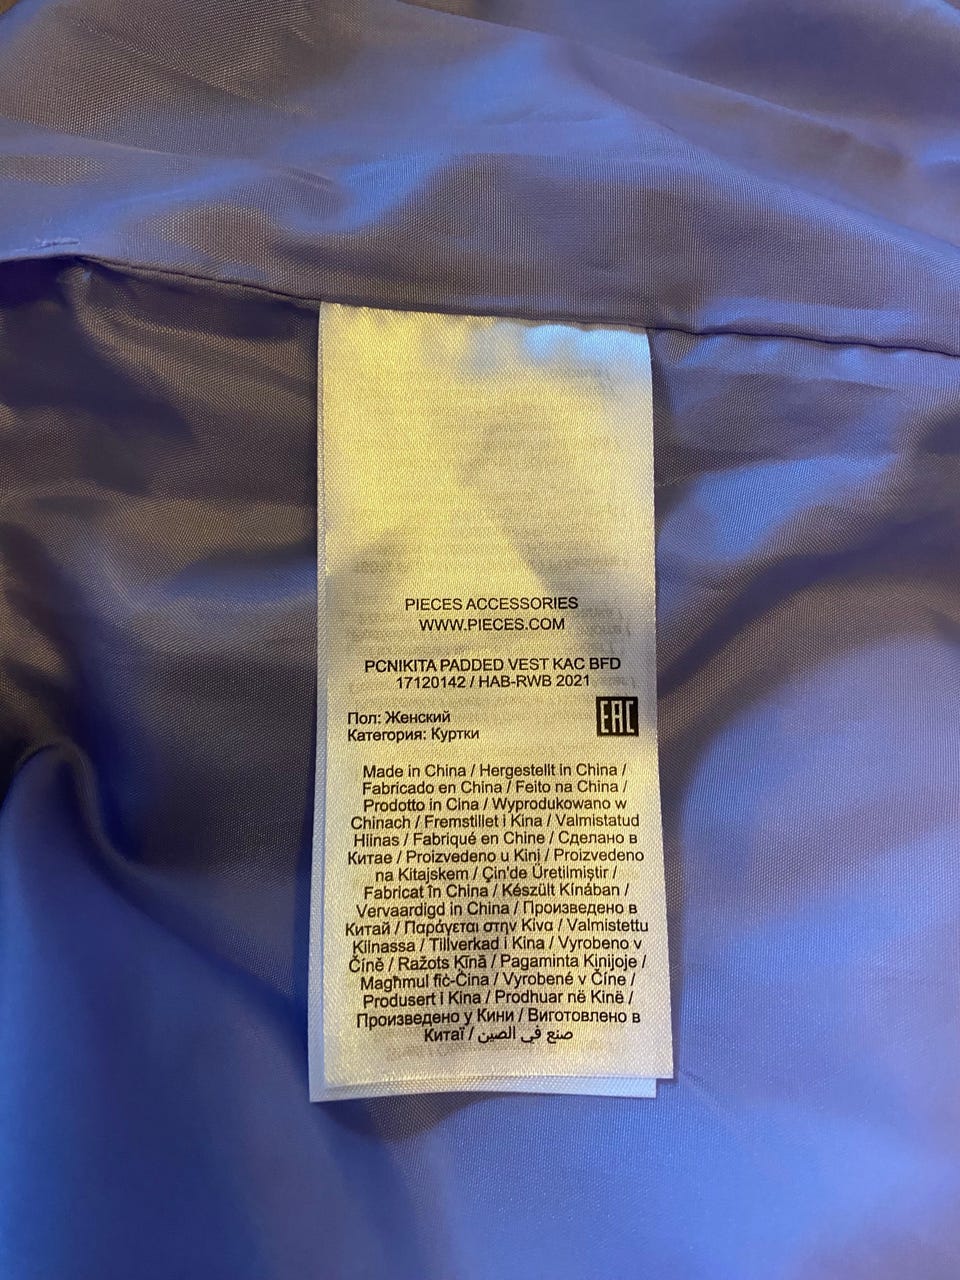 PIECES ACCESSORIES
WWW.PIECES.COM
PCNIKITA PADDED VEST KAC BFD
17120142 / HAB-RWB 2021
Пол: Женский
Категория: Куртки
EAC
Made in China / Hergestellt in China /
Fabricado en China / Feito na China /
Prodotto in Cina / Wyprodukowano w
Chinach / Fremstillet i Kina / Valmistatud
Hiinas / Fabriqué en Chine / Сделано в
Китае / Proizvedeno u Kini / Proizvedeno
na Kitajskem / Çin'de Üretilmiştir /
Fabricat în China / Készült Kínában /
Vervaardigd in China / Произведено в
Китай / Παράγεται στην Κίνα / Valmistettu
Kiinassa / Tillverkad i Kina / Vyrobeno v
Číně / Ražots Ķīnā / Pagaminta Kinijoje /
Magħmul fiċ-Ċina / Vyrobené v Číne /
Produsert i Kina / Prodhuar në Kinë /
Произведено у Кини / Виготовлено в
Китаї / صنع في الصين